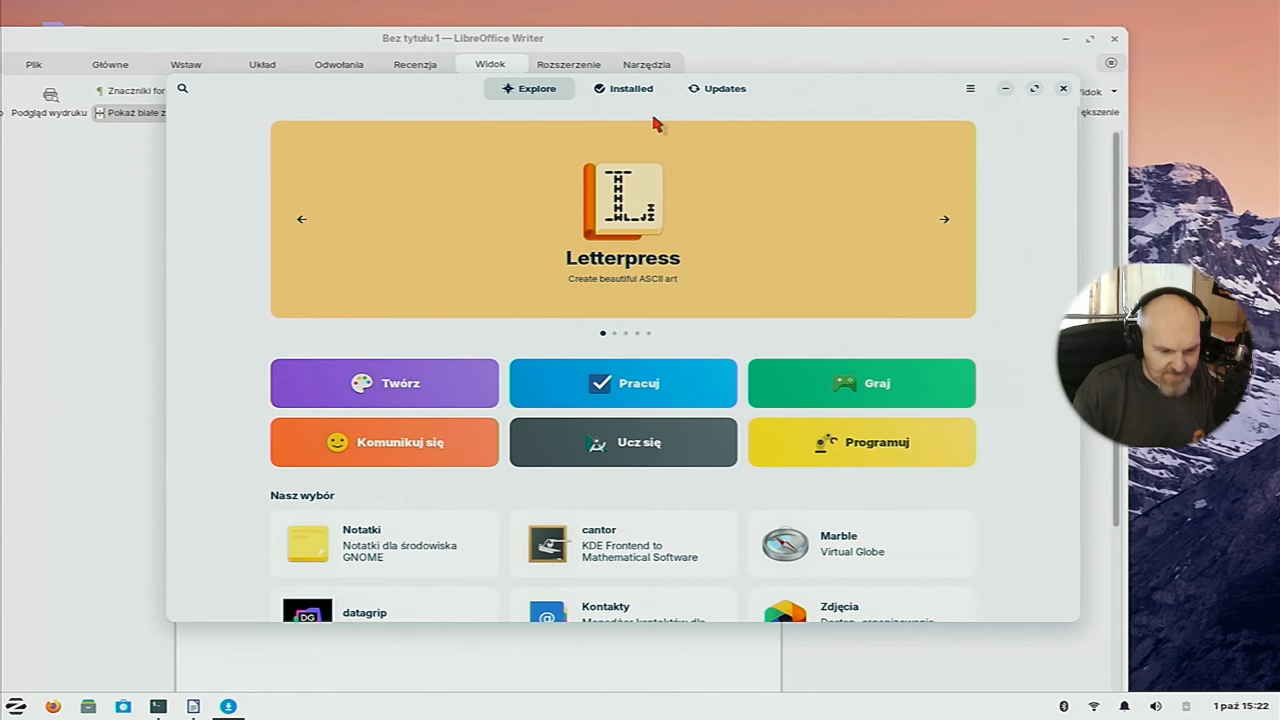 Bez tytułu 1 — LibreOffice Writer
Plik Główne Wstaw Układ Odwołania Recenzja Widok Rozszerzenie Narzędzia
Explore Installed Updates
Znaczniki for
idok
Podgląd wydruku
Pokaż białe z
ększenie
Letterpress
Create beautiful ASCII art
Twórz Pracuj Graj
Komunikuj się Ucz się Programuj
Nasz wybór
Notatki
Notatki dla środowiska
GNOME
cantor
KDE Frontend to
Mathematical Software
Marble
Virtual Globe
DG
datagrip
Kontakty
Zdjęcia
1 paź 15:22